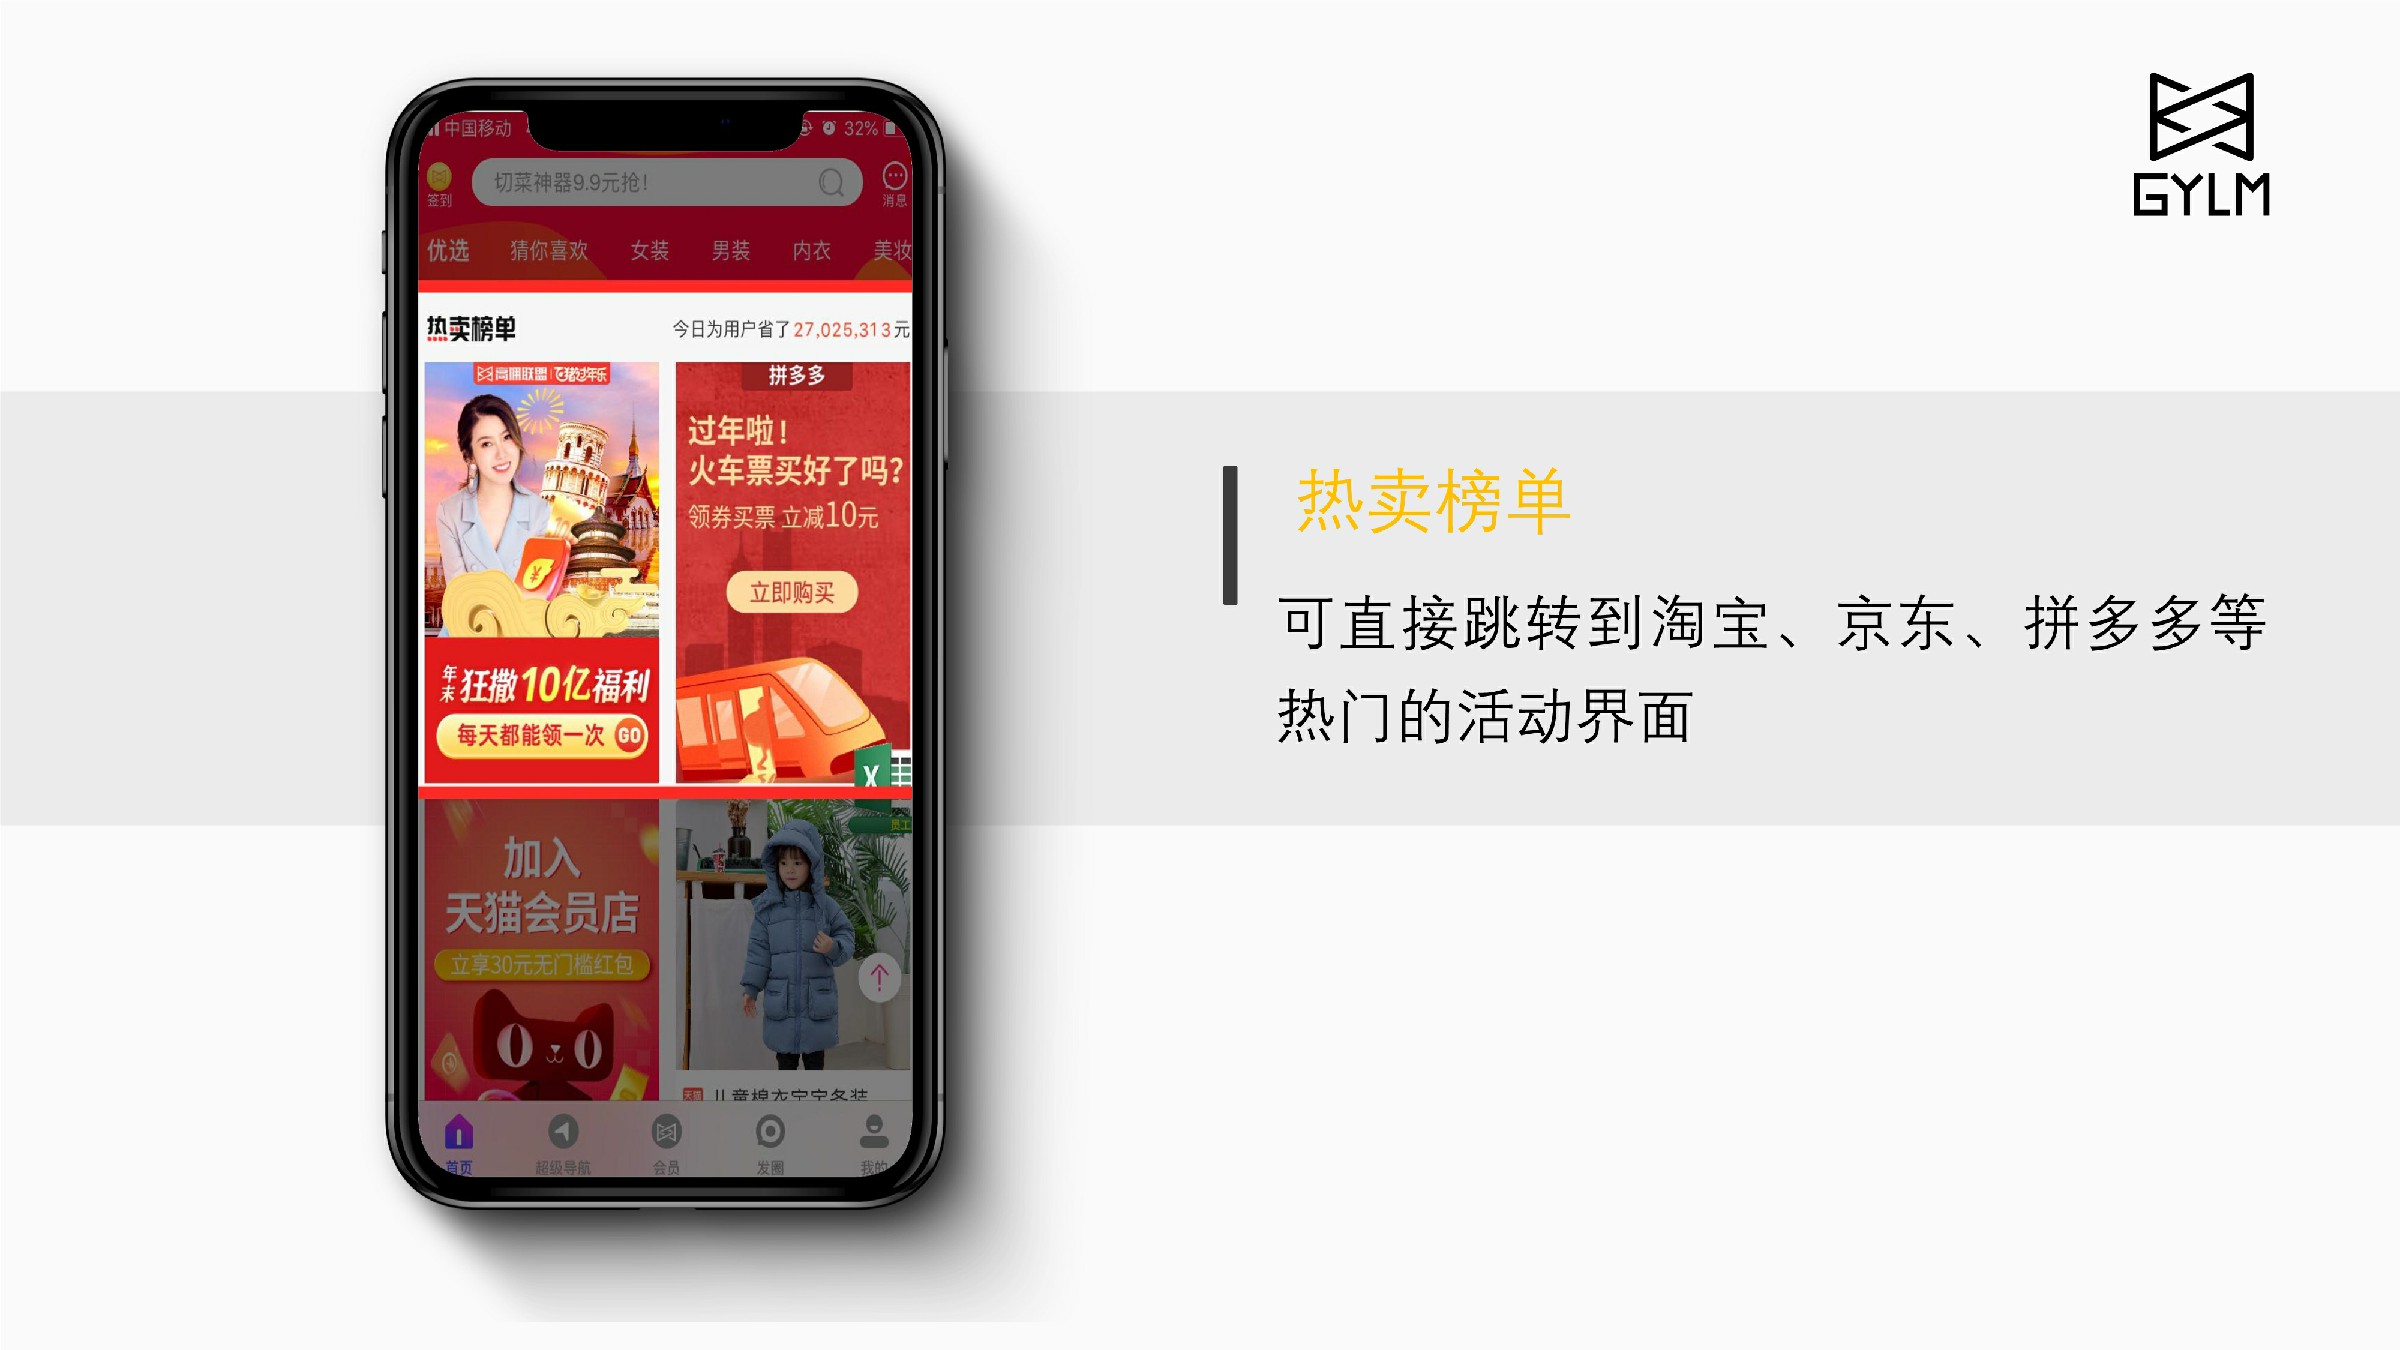 中国移动
32%
签到
切菜神器9.9元抢!
消息
优选 猜你喜欢 女装 男装 内衣 美妆
热卖榜单
今日为用户省了27,025,313元
高佣联盟
年末狂撒10亿福利
每天都能领一次 GO
拼多多
过年啦!
火车票买好了吗?
领券买票 立减10元
立即购买
X
员工
加入
天猫会员店
立享30元无门槛红包
天猫 儿童棉衣宝宝冬装
首页 超级导航 会员 发圈 我的
GYLM
热卖榜单
可直接跳转到淘宝、京东、拼多多等
热门的活动界面